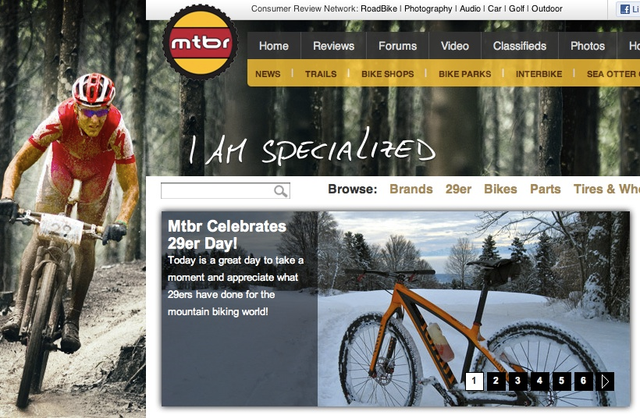 Consumer Review Network: RoadBike | Photography | Audio | Car | Golf | Outdoor
mtbr
Home Reviews Forums Video Classifieds Photos
NEWS | TRAILS | BIKE SHOPS | BIKE PARKS | INTERBIKE | SEA OTTER
I AM SPECIALIZED
Browse: Brands 29er Bikes Parts Tires &
Mtbr Celebrates
29er Day!
Today is a great day to take a
moment and appreciate what
29ers have done for the
mountain biking world!
1 2 3 4 5 6